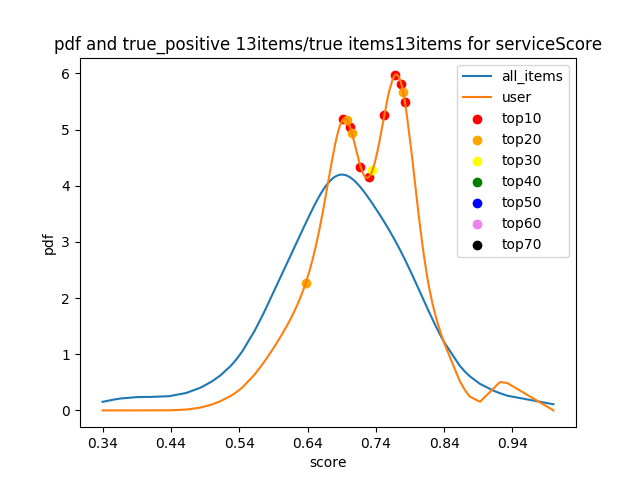 pdf and true_positive 13items/true items13items for serviceScore
all_items
user
top10
top20
top30
top40
top50
top60
top70
pdf
6
5
4
3
2
1
0
0.34 0.44 0.54 0.64 0.74 0.84 0.94
score